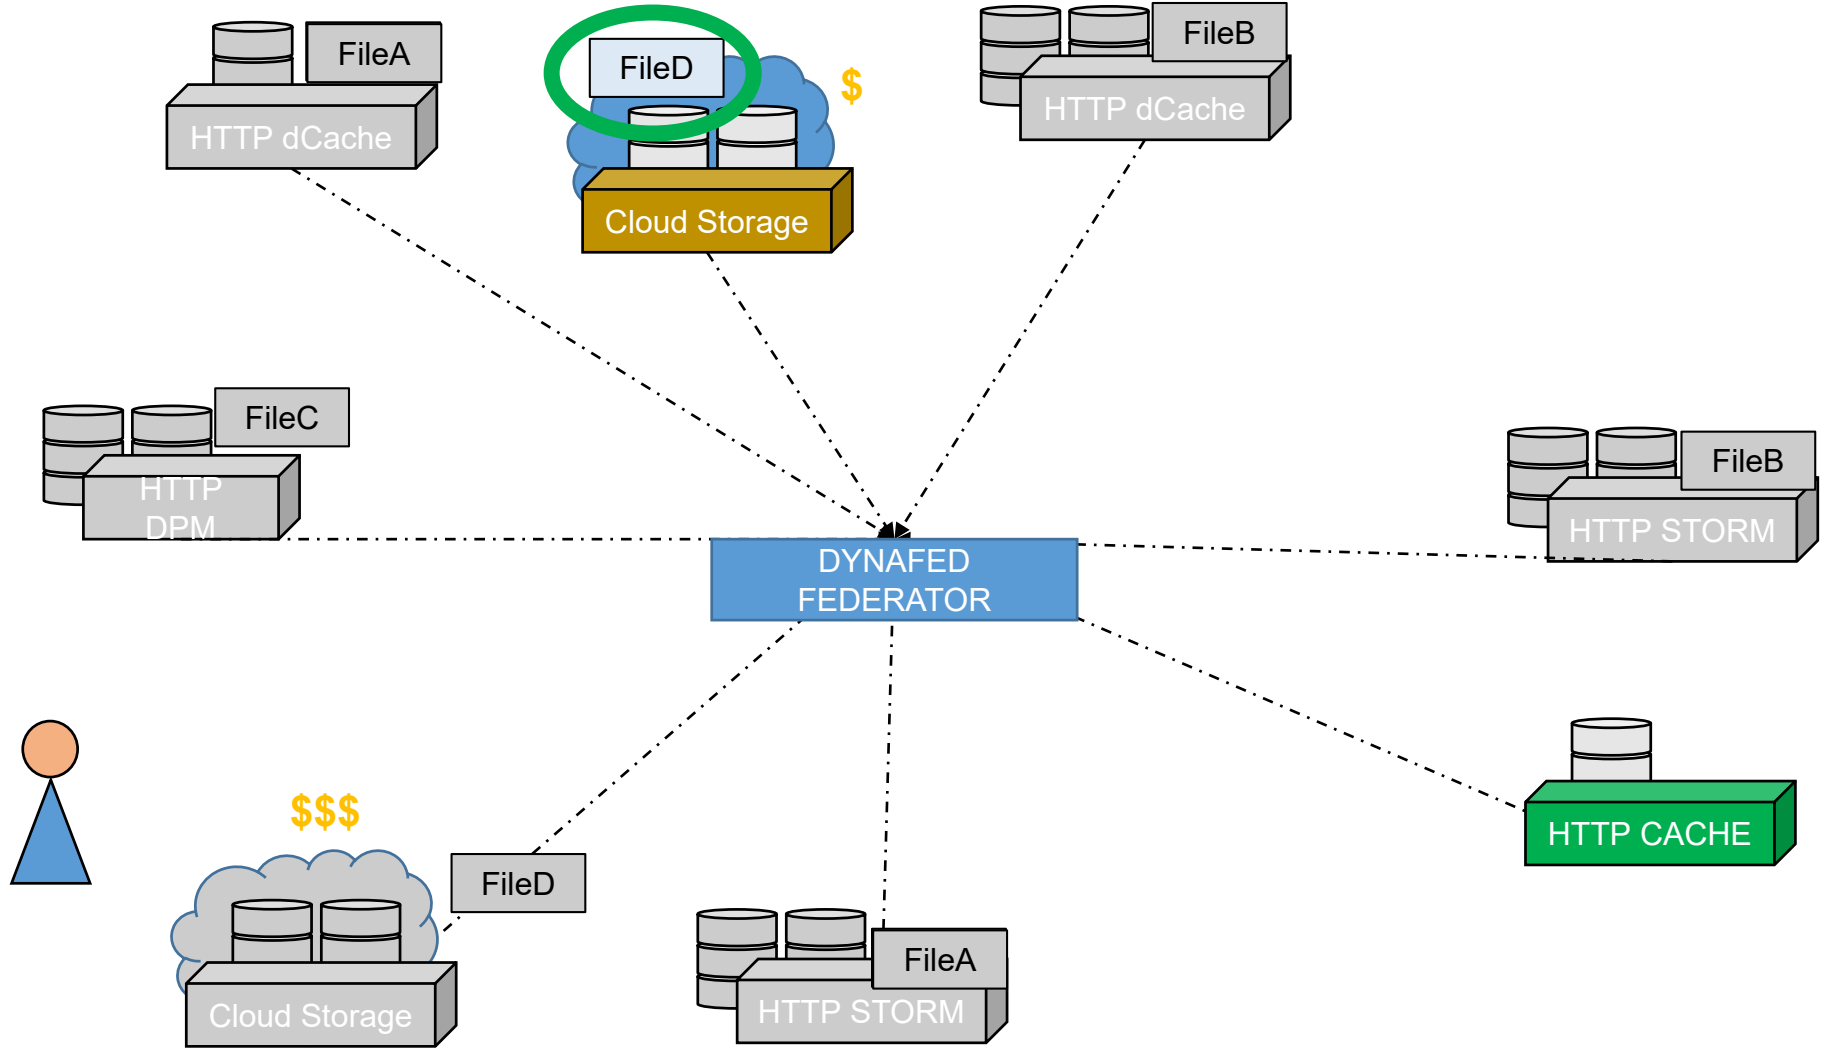 FileA
HTTP dCache
FileD
$
Cloud Storage
FileB
HTTP dCache
FileC
HTTP
DPM
FileB
HTTP STORM
DYNAFED
FEDERATOR
HTTP CACHE
$$$
FileD
Cloud Storage
FileA
HTTP STORM